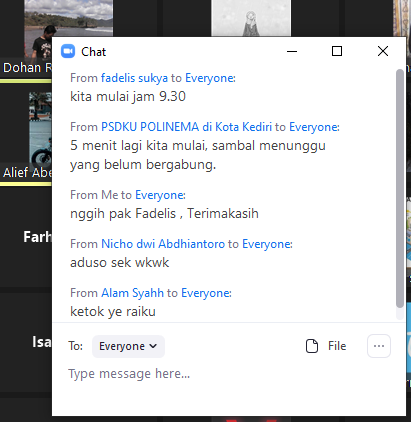 Dohan R
Chat
From fadelis sukya to Everyone:
kita mulai jam 9.30
From PSDKU POLINEMA di Kota Kediri to Everyone:
5 menit lagi kita mulai, sambal menunggu
yang belum bergabung.
Alief Abe
From Me to Everyone:
nggih pak Fadelis , Terimakasih
Farh
From Nicho dwi Abdhiantoro to Everyone:
aduso sek wkwk
From Alam Syahh to Everyone:
ketok ye raiku
Isa
To: Everyone
File
Type message here...